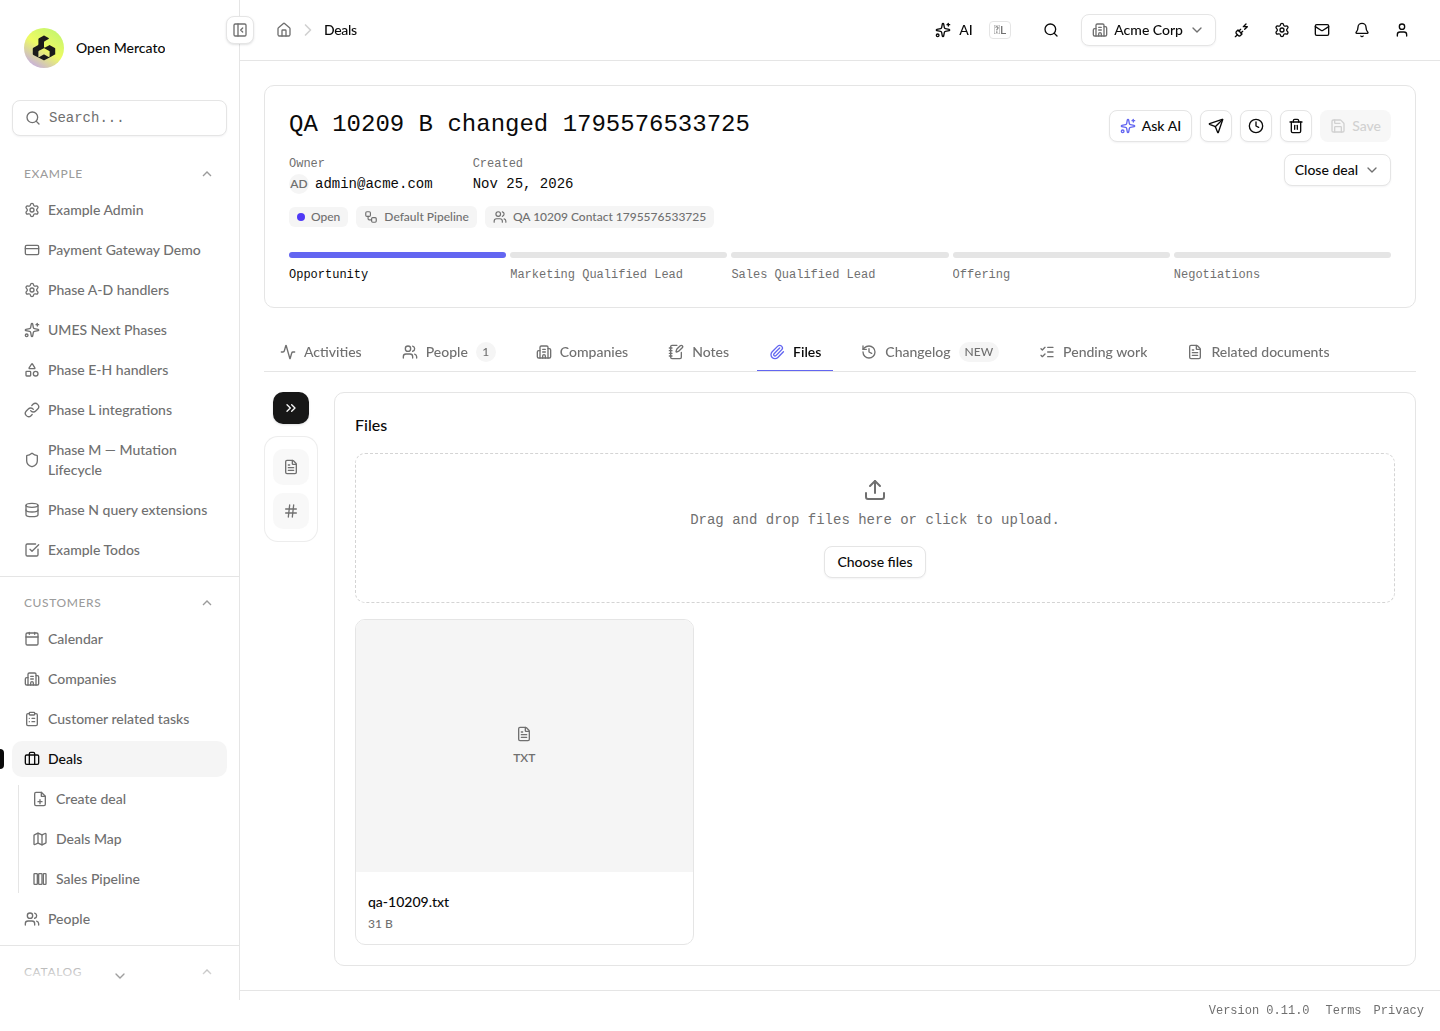 Open Mercato
Deals
AI
Acme Corp
Search...
EXAMPLE
Example Admin
Payment Gateway Demo
Phase A-D handlers
UMES Next Phases
Phase E-H handlers
Phase L integrations
Phase M — Mutation
Lifecycle
Phase N query extensions
Example Todos
CUSTOMERS
Calendar
Companies
Customer related tasks
Deals
Create deal
Deals Map
Sales Pipeline
People
CATALOG
QA 10209 B changed 1795576533725
Ask AI
Save
Owner
Created
AD admin@acme.com
Nov 25, 2026
Close deal
Open
Default Pipeline
QA 10209 Contact 1795576533725
Opportunity
Marketing Qualified Lead
Sales Qualified Lead
Offering
Negotiations
Activities
People 1
Companies
Notes
Files
Changelog NEW
Pending work
Related documents
Files
Drag and drop files here or click to upload.
Choose files
TXT
qa-10209.txt
31 B
Version 0.11.0 Terms Privacy